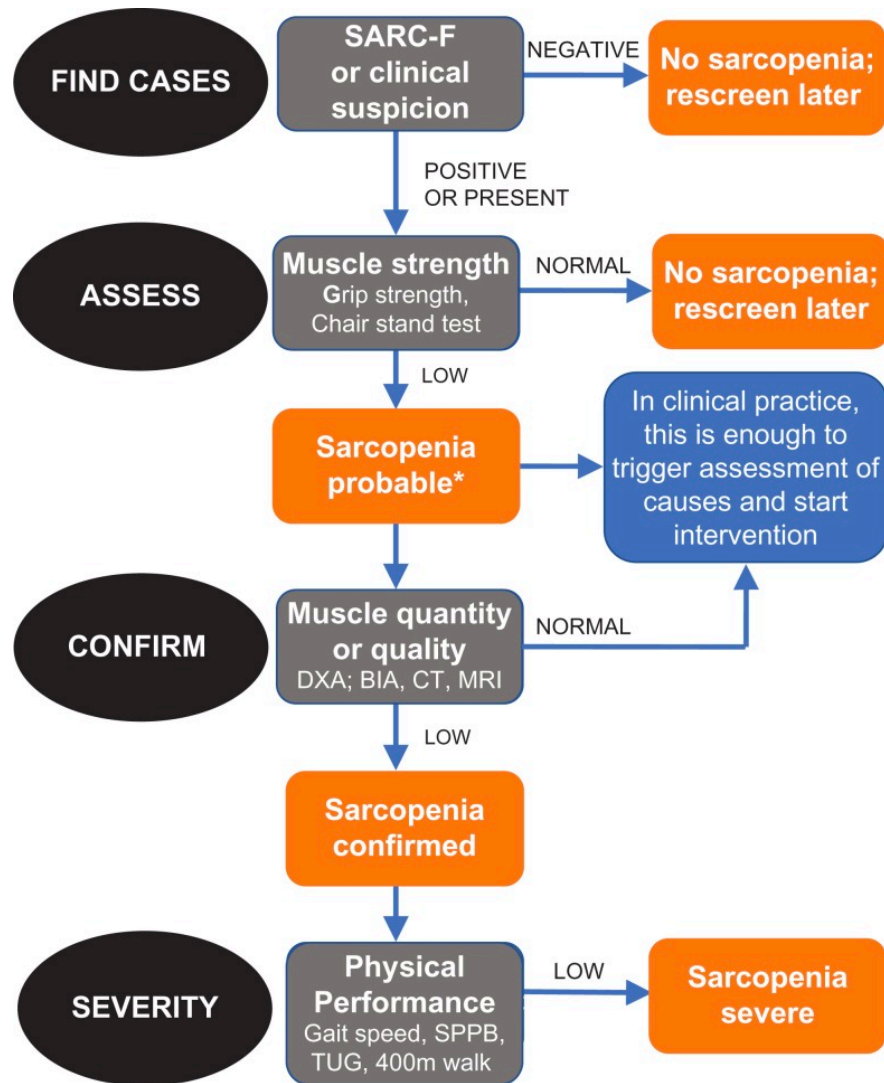 FIND CASES
SARC-F
or clinical
suspicion
NEGATIVE
No sarcopenia;
rescreen later
POSITIVE
OR PRESENT
ASSESS
Muscle strength
Grip strength,
Chair stand test
NORMAL
No sarcopenia;
rescreen later
LOW
Sarcopenia
probable*
In clinical practice,
this is enough to
trigger assessment of
causes and start
intervention
CONFIRM
Muscle quantity
or quality
DXA; BIA, CT, MRI
NORMAL
LOW
Sarcopenia
confirmed
SEVERITY
Physical
Performance
Gait speed, SPPB,
TUG, 400m walk
LOW
Sarcopenia
severe